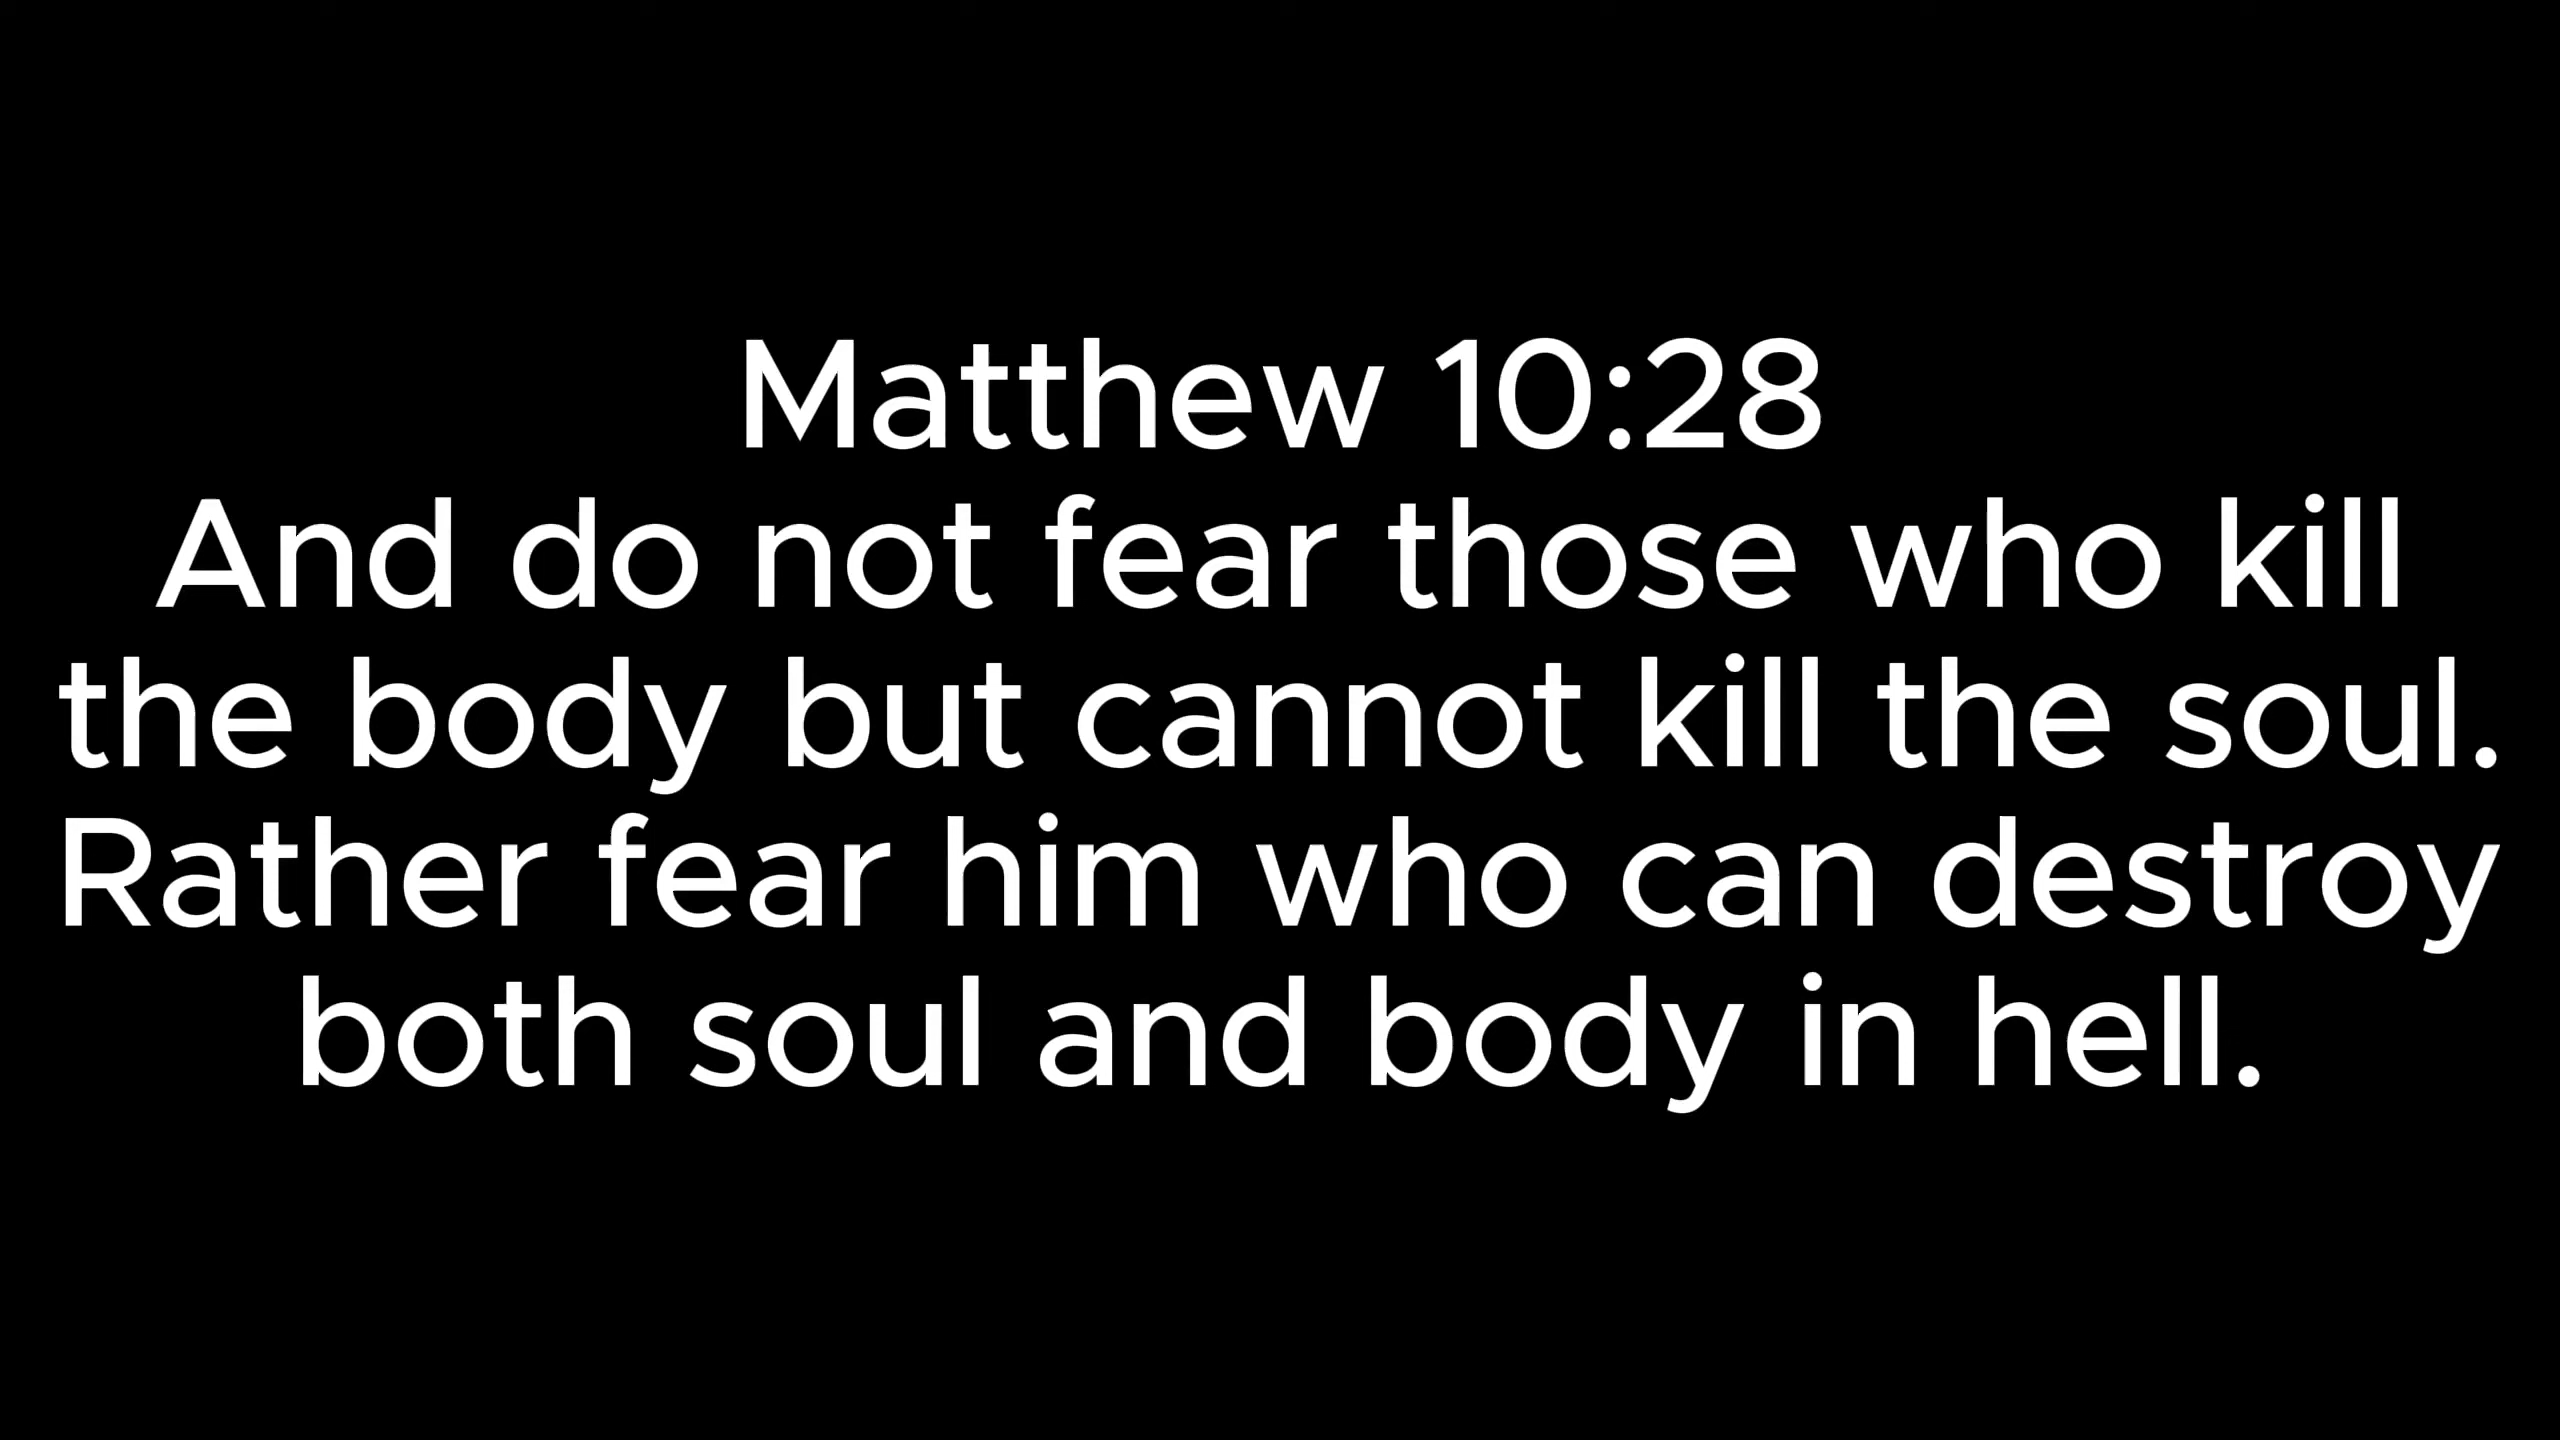 Matthew 10:28
And do not fear those who kill
the body but cannot kill the soul.
Rather fear him who can destroy
both soul and body in hell.